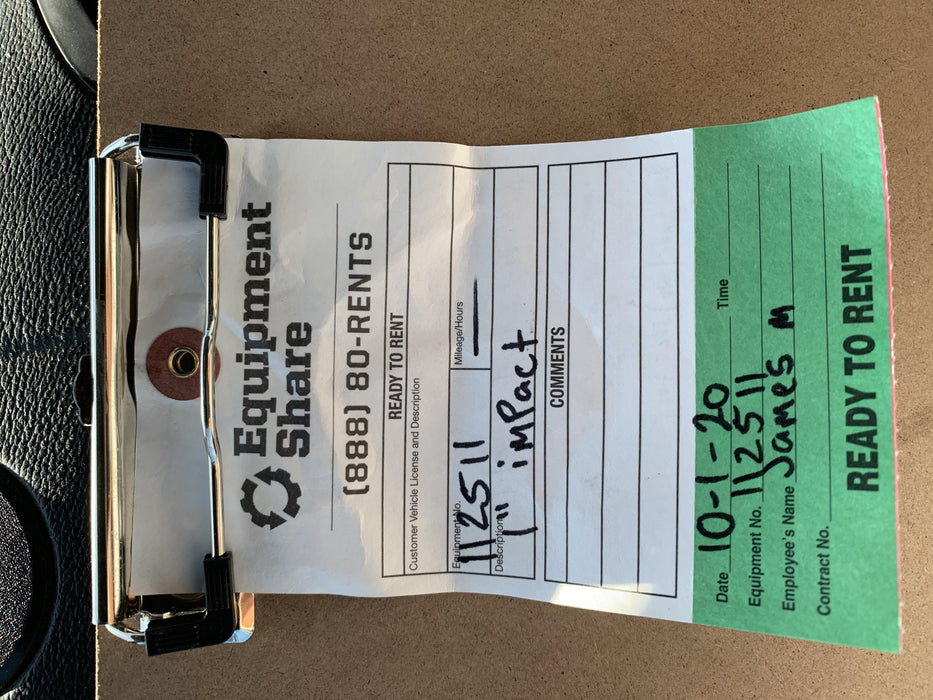 Equipment
Share
(888) 80-RENTS
READY TO RENT
Customer Vehicle License and Description
Equipment No. Mileage/Hours
112511 —
Description
1" imPact
COMMENTS
Date 10-1-20 Time
Equipment No. 112511
Employee's Name James M
Contract No.
READY TO RENT